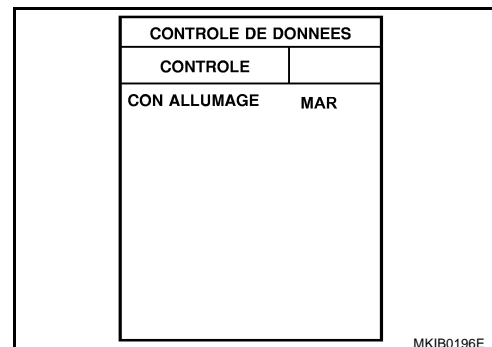 CONTROLE DE DONNEES
CONTROLE
CON ALLUMAGE MAR
MKIB0196E